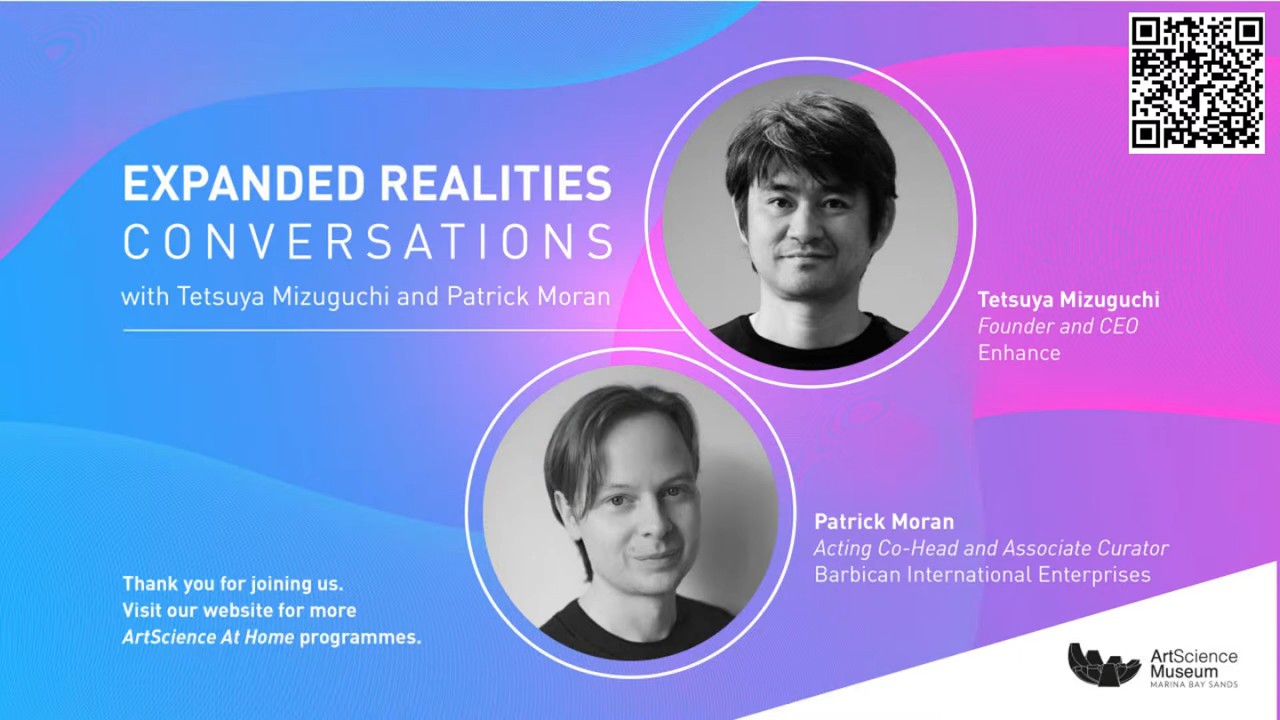 EXPANDED REALITIES
CONVERSATIONS
with Tetsuya Mizuguchi and Patrick Moran
Tetsuya Mizuguchi
Founder and CEO
Enhance
Patrick Moran
Acting Co-Head and Associate Curator
Barbican International Enterprises
Thank you for joining us.
Visit our website for more
ArtScience At Home programmes.
ArtScience
Museum
MARINA BAY SANDS